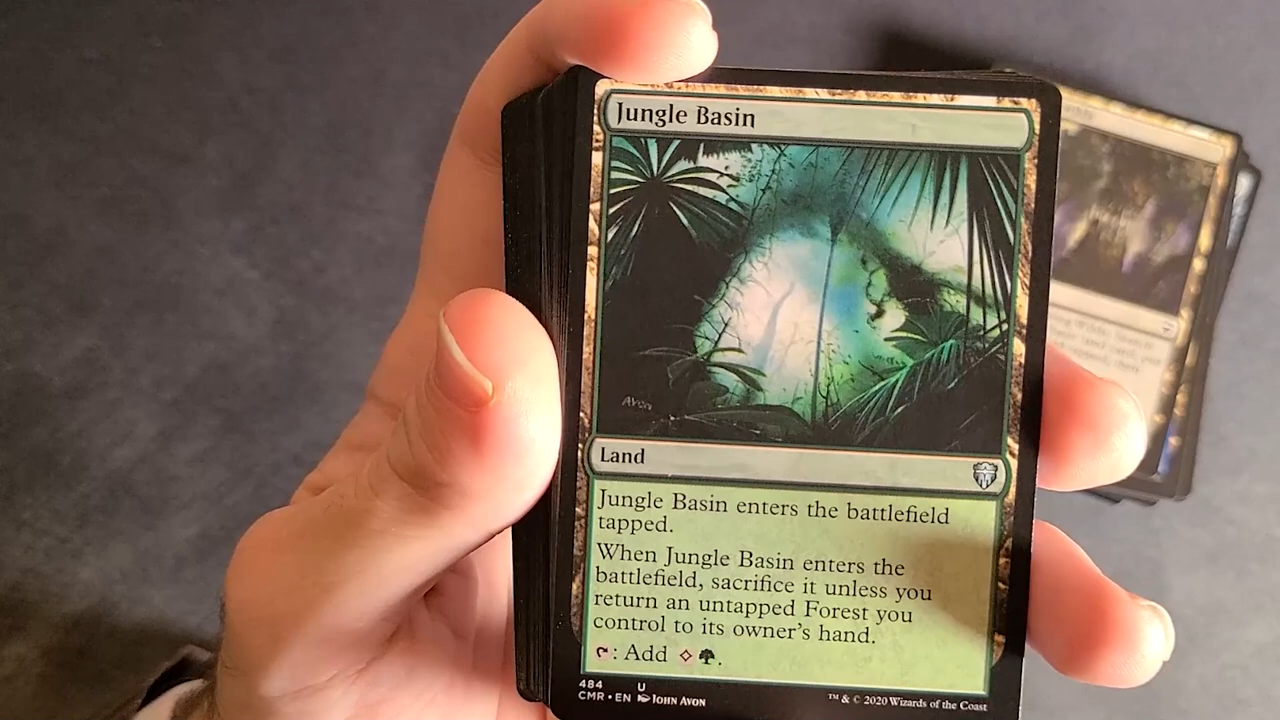 Jungle Basin
Avon
Land
Jungle Basin enters the battlefield
tapped.
When Jungle Basin enters the
battlefield, sacrifice it unless you
return an untapped Forest you
control to its owner's hand.
: Add .
484 U
CMR • EN John Avon
™ & © 2020 Wizards of the Coast